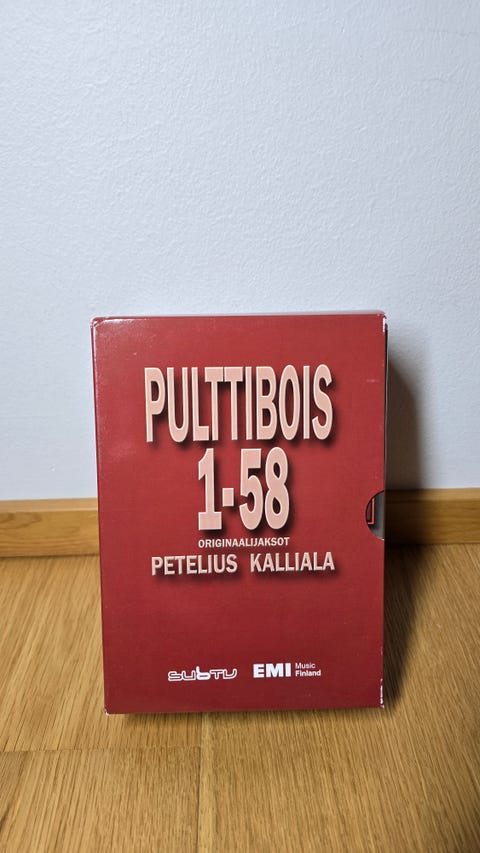 PULTTIBOIS
1-58
ORIGINAALIJAKSOT
PETELIUS KALLIALA
subtv EMI Music
Finland